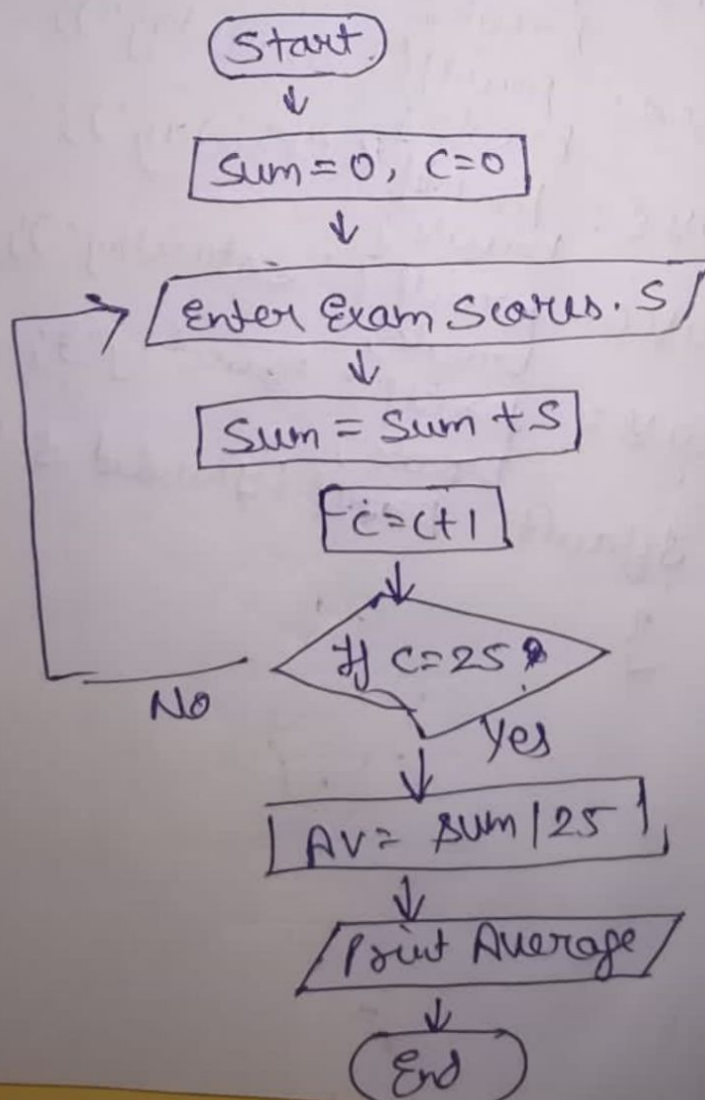 Start
Sum = 0, C=0
Enter Exam Scares. S
Sum = Sum + S
C=C+1
If C=25?
No
Yes
AV = Sum / 25
Print Average
End